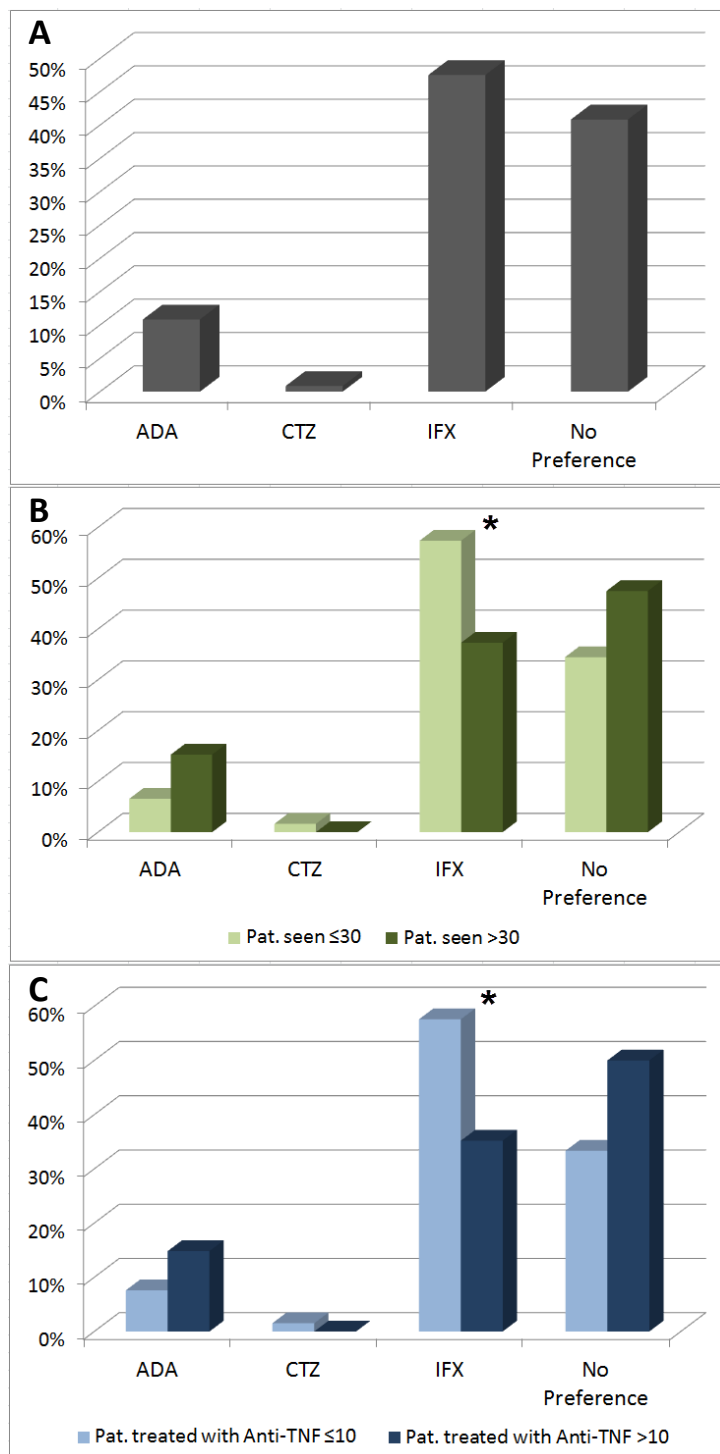 A
50%
45%
40%
35%
30%
25%
20%
15%
10%
5%
0%
ADA CTZ IFX No
Preference
B
*
60%
50%
40%
30%
20%
10%
0%
ADA CTZ IFX No
Preference
Pat. seen ≤30 Pat. seen >30
C
*
60%
50%
40%
30%
20%
10%
0%
ADA CTZ IFX No
Preference
Pat. treated with Anti-TNF ≤10 Pat. treated with Anti-TNF >10